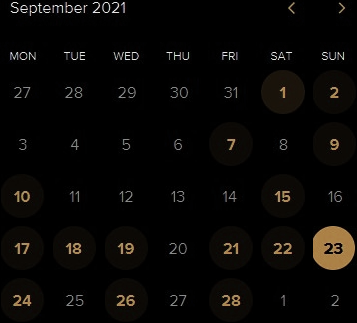 September 2021
MON TUE WED THU FRI SAT SUN
27 28 29 30 31 1 2
3 4 5 6 7 8 9
10 11 12 13 14 15 16
17 18 19 20 21 22 23
24 25 26 27 28 1 2